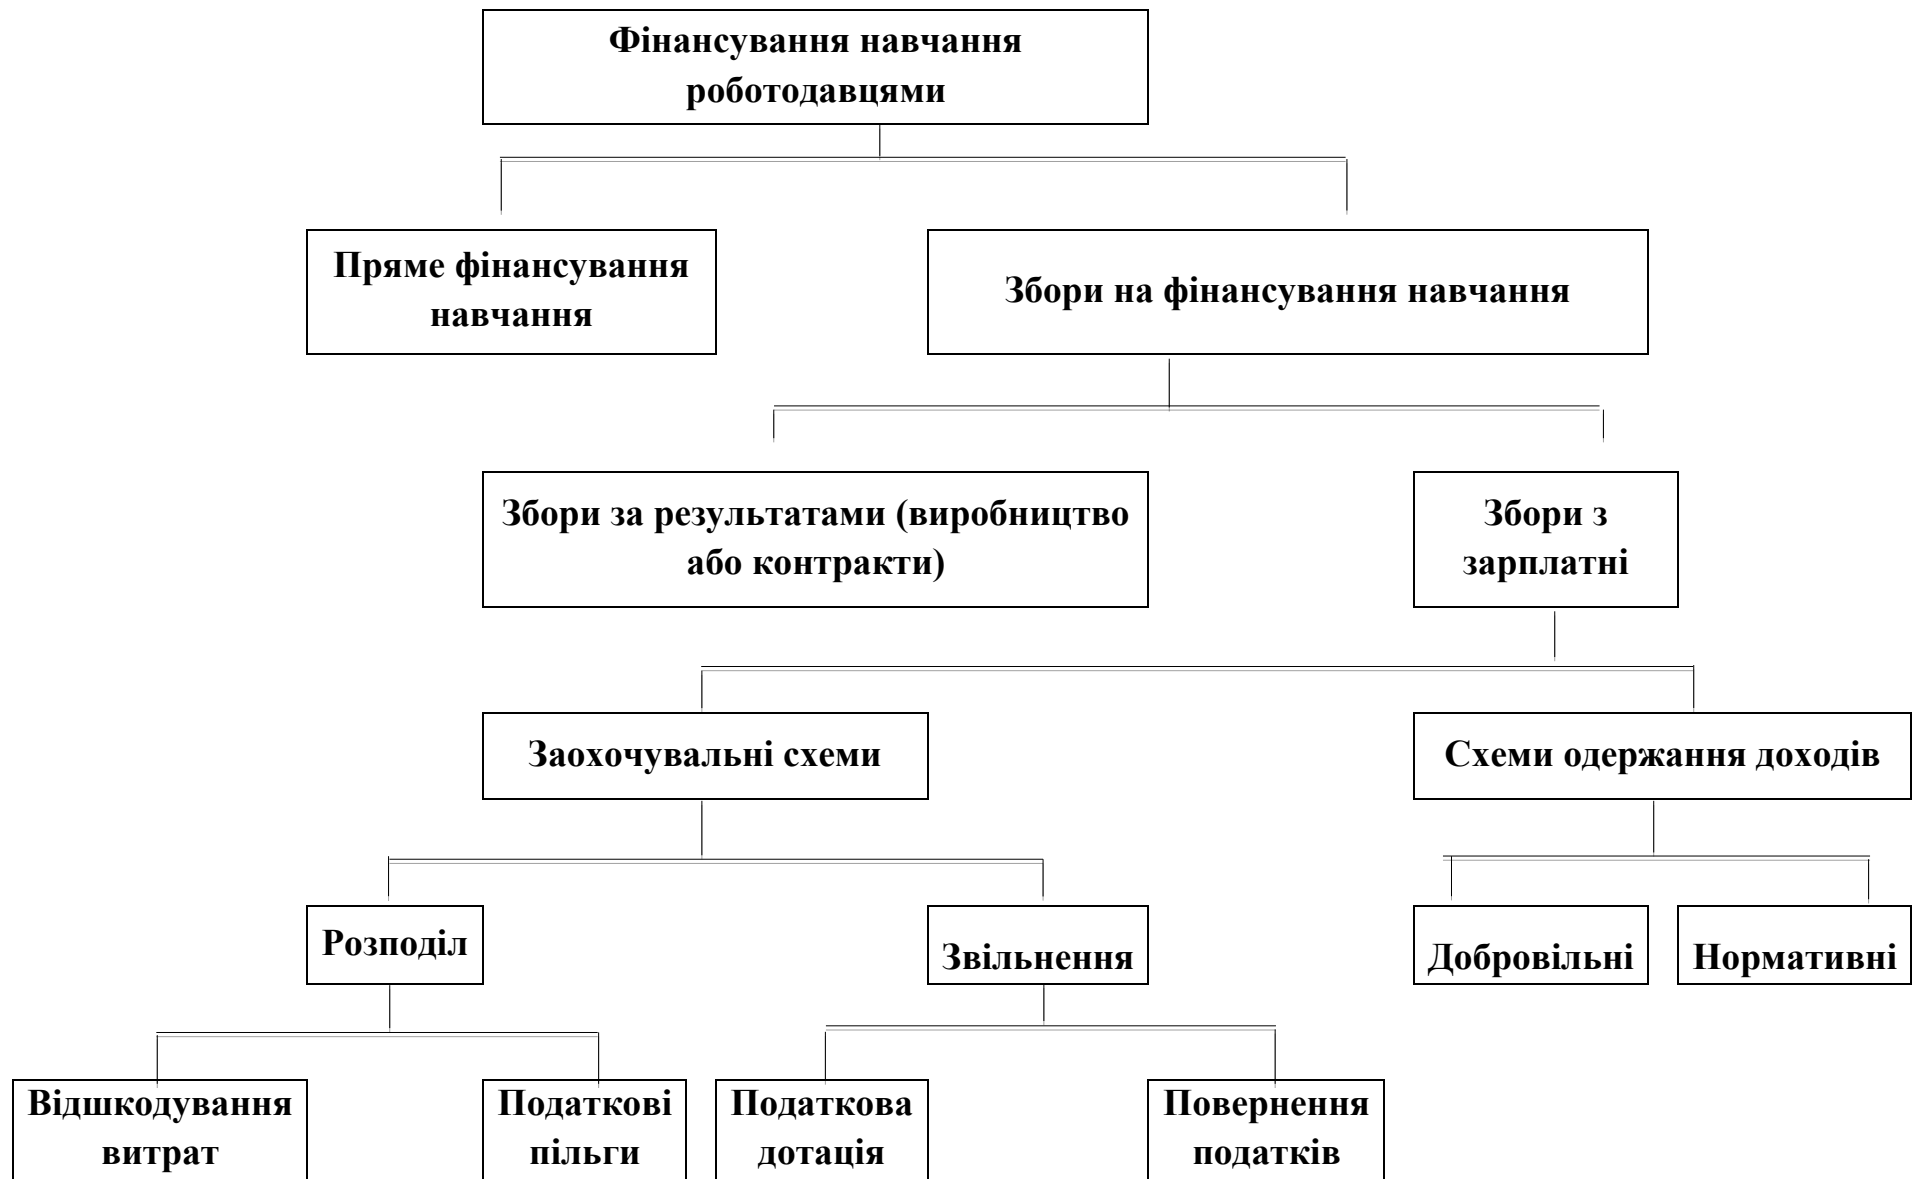 Фінансування навчання
роботодавцями
Пряме фінансування
навчання
Збори на фінансування навчання
Збори за результатами (виробництво
або контракти)
Збори з
зарплатні
Заохочувальні схеми
Схеми одержання доходів
Розподіл
Звільнення
Добровільні
Нормативні
Відшкодування
витрат
Податкові
пільги
Податкова
дотація
Повернення
податків